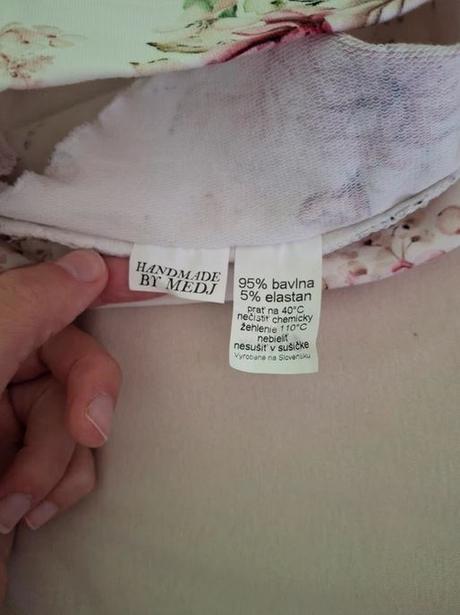 HANDMADE
BY MEDJ
95% bavlna
5% elastan
prať na 40°C
nečistiť chemicky
žehlenie 110°C
nebieliť
nesušiť v sušičke
Vyrobené na Slovensku